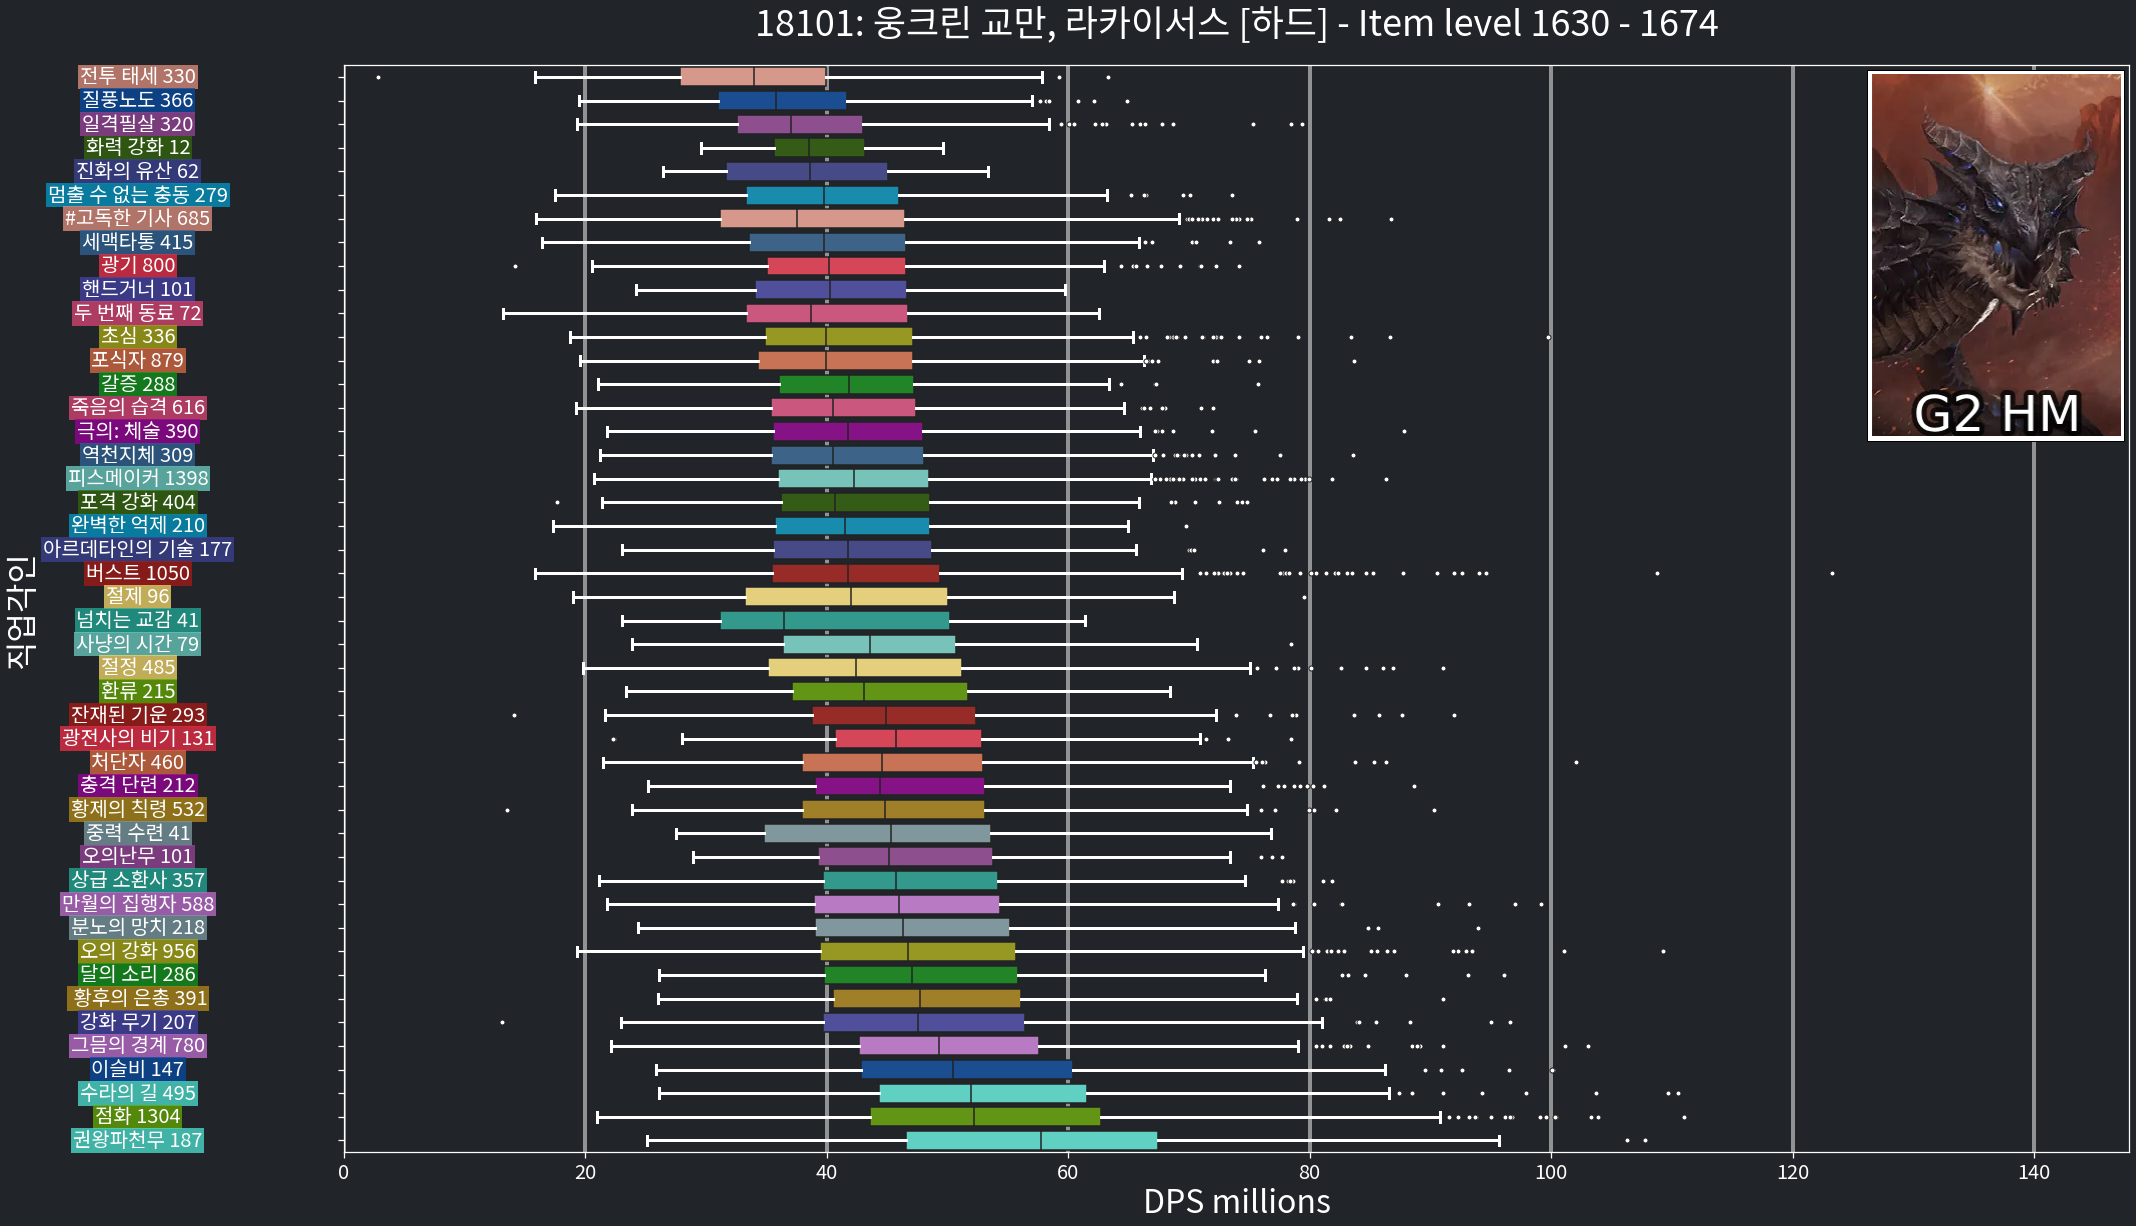 18101: 웅크린 교만, 라카이서스 [하드] - Item level 1630 - 1674
전투 태세 330
질풍노도 366
일격필살 320
화력 강화 12
진화의 유산 62
멈출 수 없는 충동 279
#고독한 기사 685
세맥타통 415
광기 800
핸드거너 101
두 번째 동료 72
초심 336
포식자 879
갈증 288
죽음의 습격 616
극의: 체술 390
역천지체 309
피스메이커 1398
포격 강화 404
완벽한 억제 210
아르데타인의 기술 177
버스트 1050
절제 96
넘치는 교감 41
사냥의 시간 79
절정 485
환류 215
잔재된 기운 293
광전사의 비기 131
처단자 460
충격 단련 212
황제의 칙령 532
중력 수련 41
오의난무 101
상급 소환사 357
만월의 집행자 588
분노의 망치 218
오의 강화 956
달의 소리 286
황후의 은총 391
강화 무기 207
그믐의 경계 780
이슬비 147
수라의 길 495
점화 1304
권왕파천무 187
직업각인
G2 HM
0 20 40 60 80 100 120 140
DPS millions